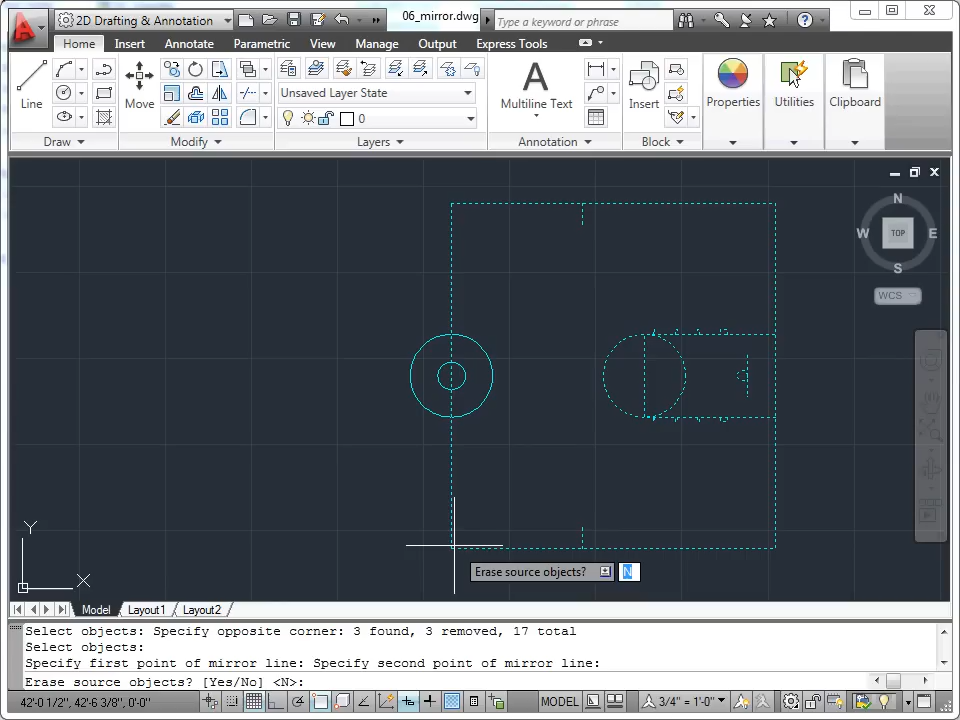 2D Drafting & Annotation
06_mirror.dwg
Type a keyword or phrase
Home Insert Annotate Parametric View Manage Output Express Tools
Line
Move
Unsaved Layer State
0
Multiline Text
Insert
Properties
Utilities
Clipboard
Draw
Modify
Layers
Annotation
Block
N
W
TOP
E
S
WCS
Y
X
Erase source objects? N
Model Layout1 Layout2
Select objects: Specify opposite corner: 3 found, 3 removed, 17 total
Select objects:
Specify first point of mirror line: Specify second point of mirror line:
Erase source objects? [Yes/No] <N>:
42'-0 1/2", 42'-6 3/8", 0'-0"
MODEL
3/4" = 1'-0"